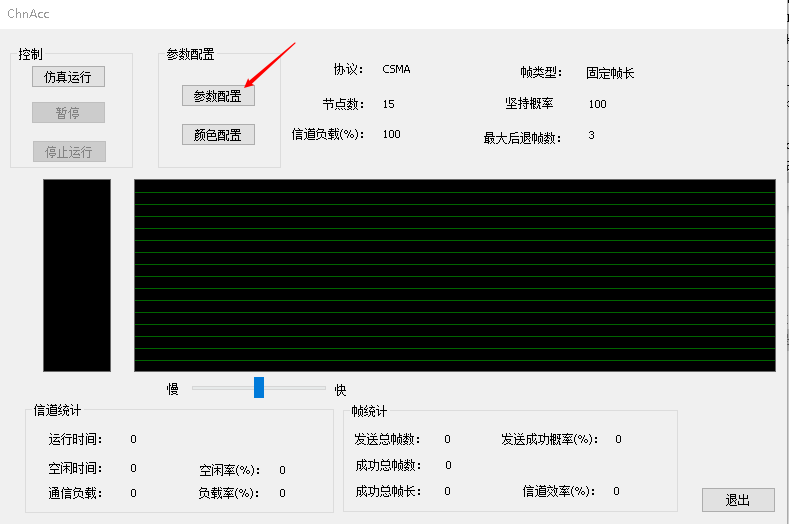 ChnAcc
控制
仿真运行
暂停
停止运行
参数配置
参数配置
颜色配置
协议： CSMA
帧类型： 固定帧长
节点数： 15
坚持概率 100
信道负载(%)： 100
最大后退帧数： 3
慢
快
信道统计
运行时间： 0
空闲时间： 0
空闲率(%)： 0
通信负载： 0
负载率(%)： 0
帧统计
发送总帧数： 0
发送成功概率(%)： 0
成功总帧数： 0
成功总帧长： 0
信道效率(%)： 0
退出